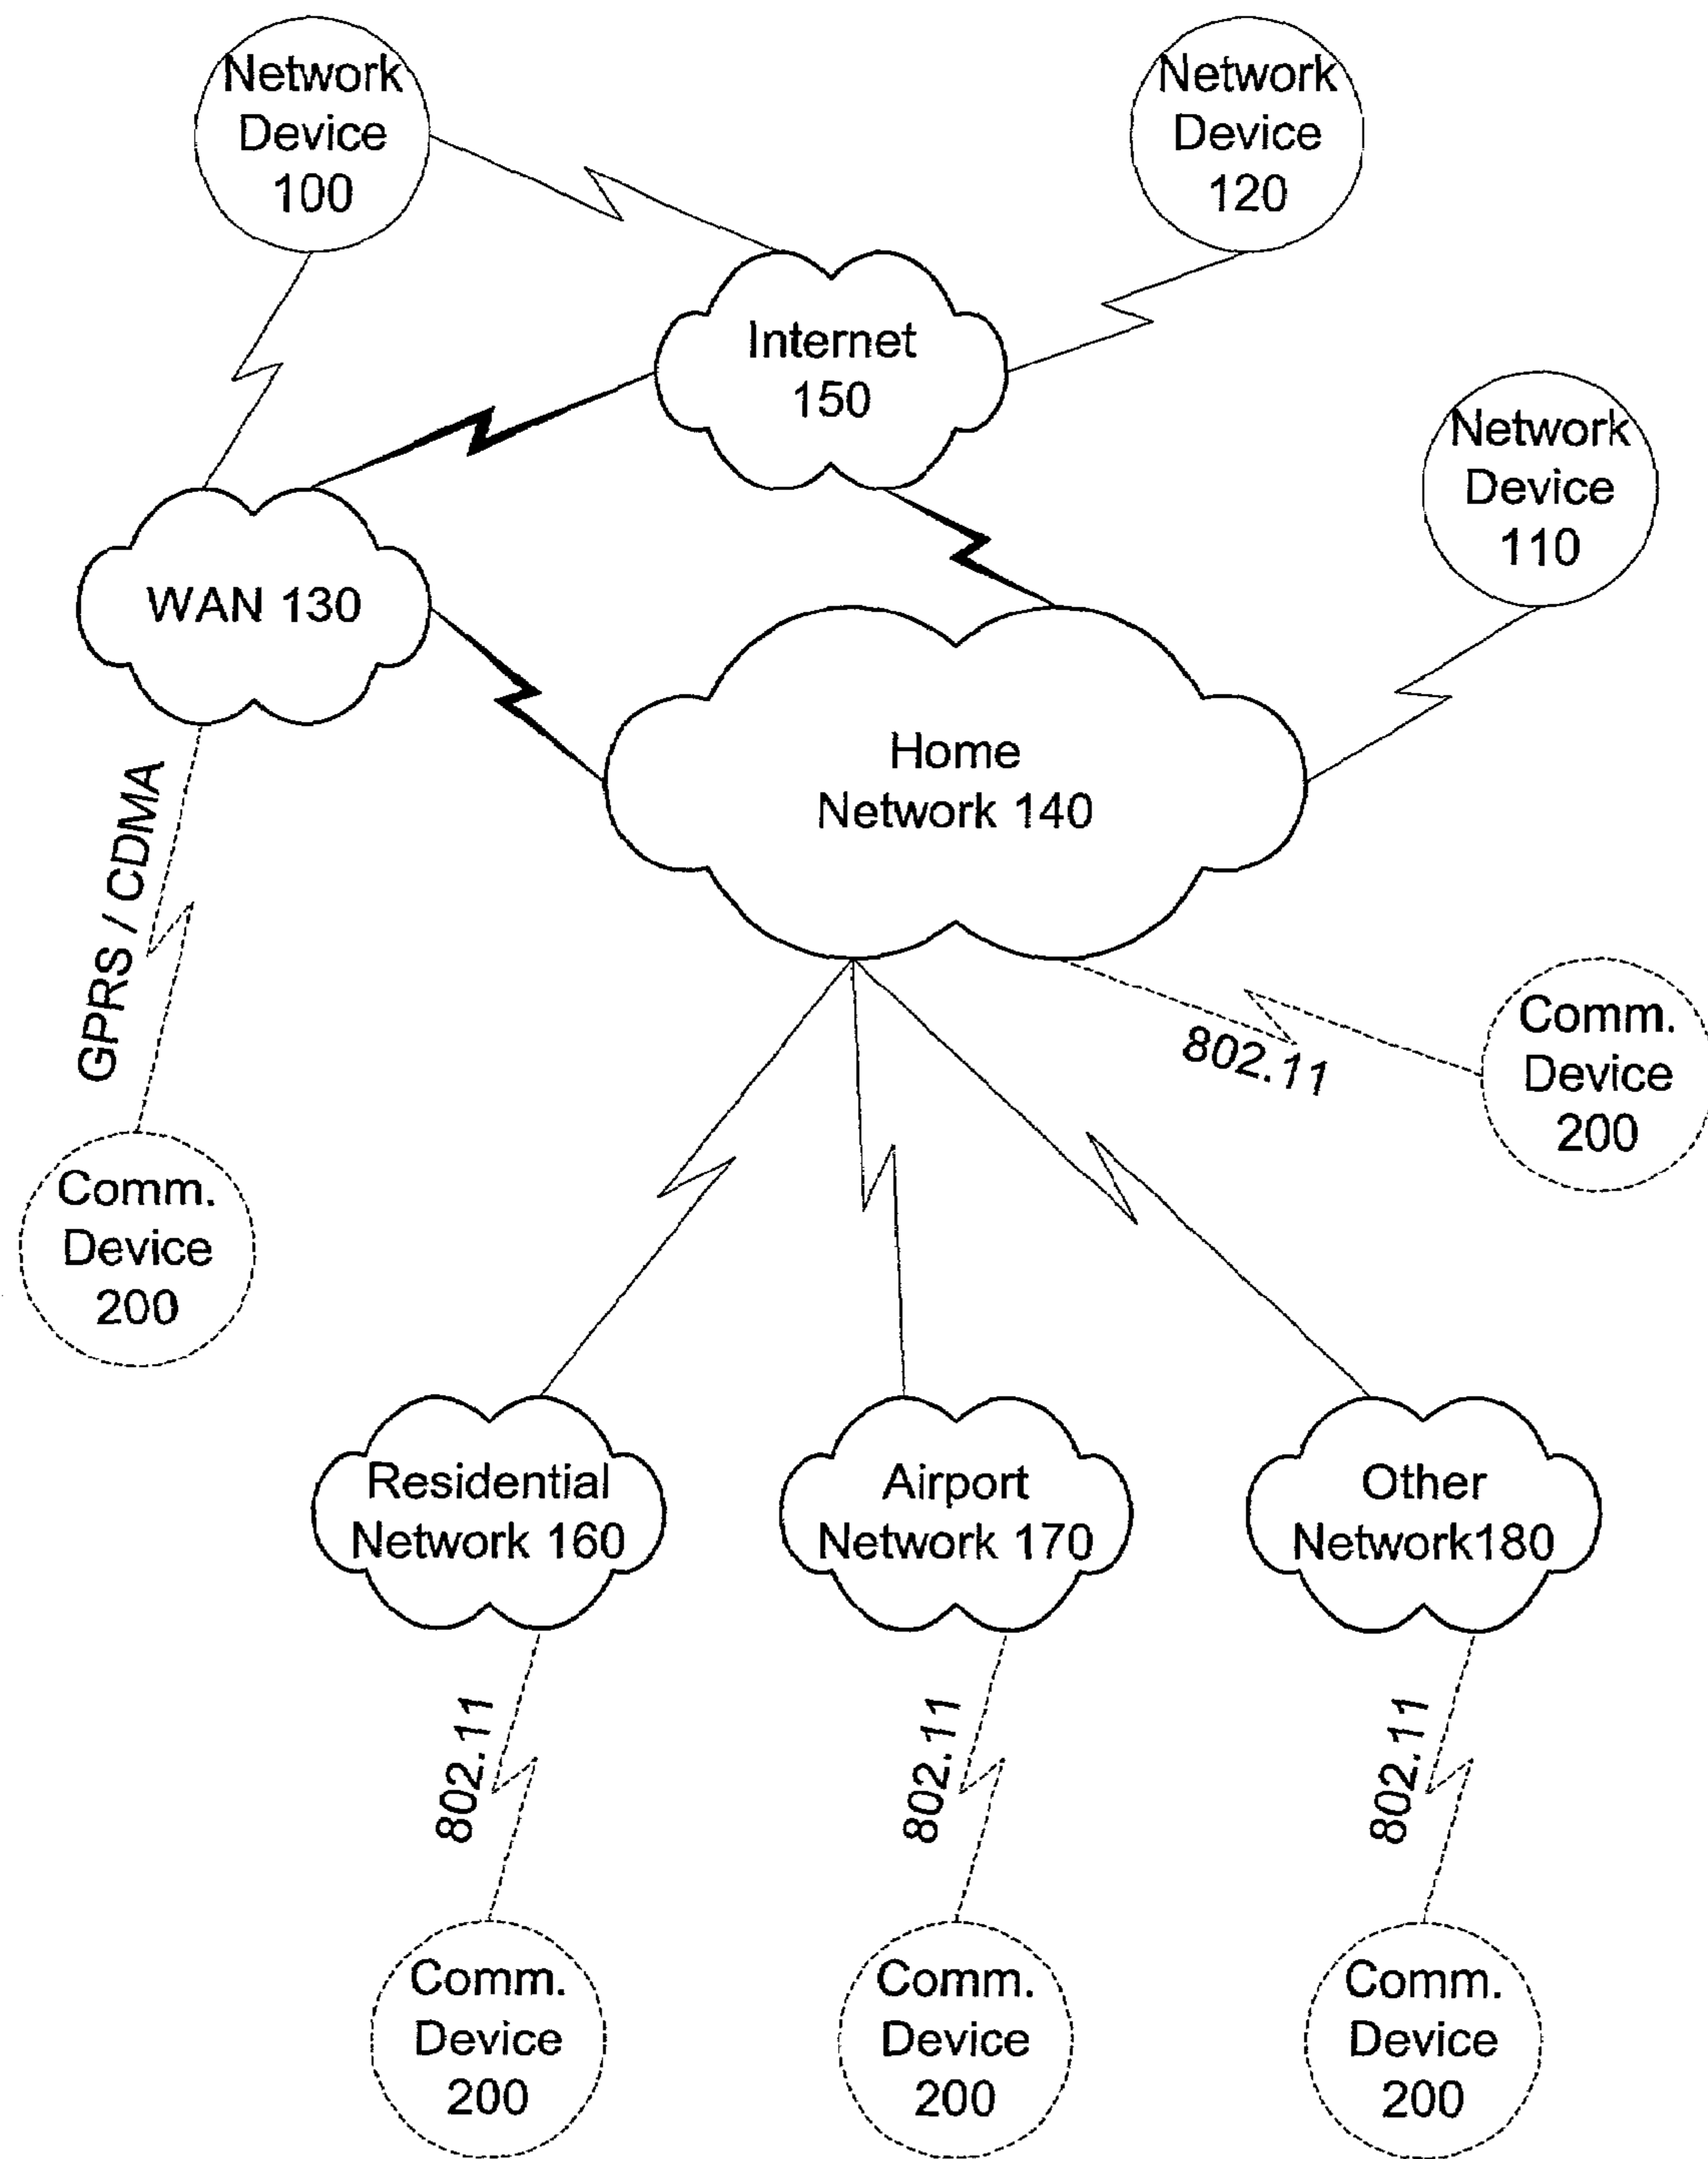 Network
Device
100
Network
Device
120
Internet
150
Network
Device
110
WAN 130
Home
Network 140
GPRS / CDMA
802.11
Comm.
Device
200
Comm.
Device
200
Residential
Network 160
Airport
Network 170
Other
Network180
802.11
802.11
802.11
Comm.
Device
200
Comm.
Device
200
Comm.
Device
200